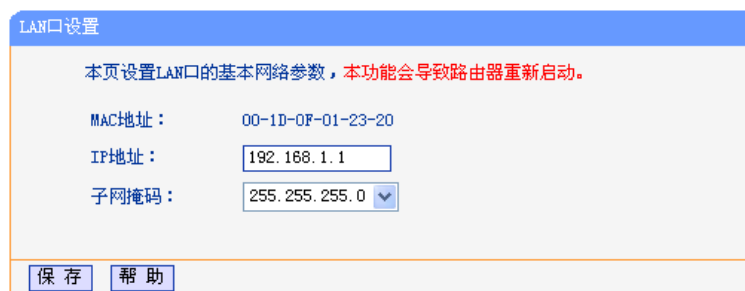 LAN口设置
本页设置LAN口的基本网络参数，本功能会导致路由器重新启动。
MAC地址： 00-1D-0F-01-23-20
IP地址： 192.168.1.1
子网掩码： 255.255.255.0
保 存 帮 助